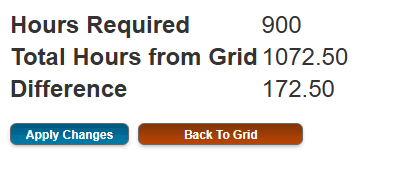 Hours Required 900
Total Hours from Grid 1072.50
Difference 172.50
Apply Changes Back To Grid